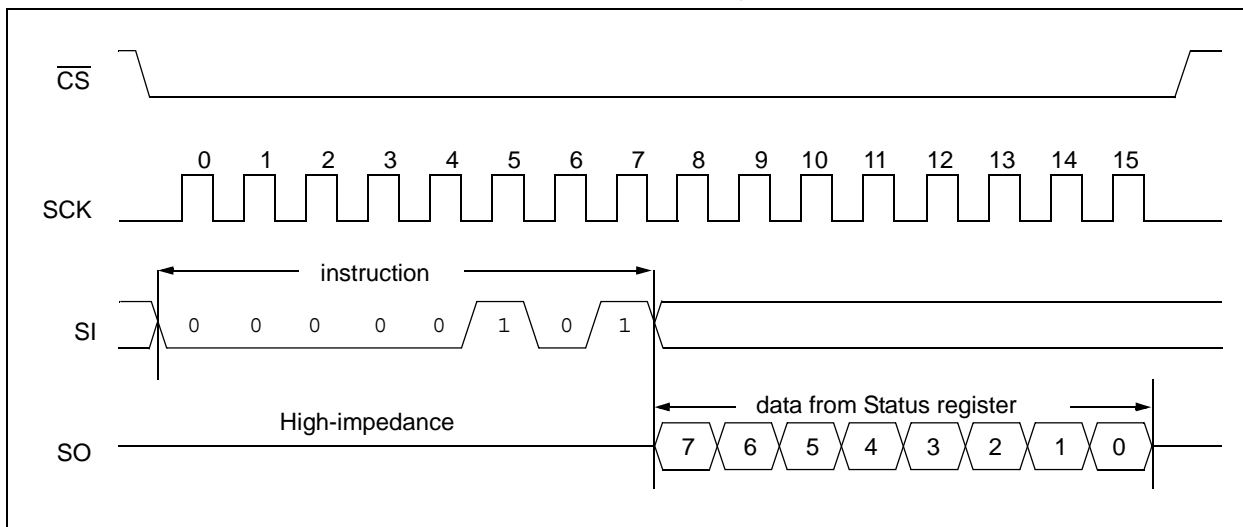 CS
0 1 2 3 4 5 6 7 8 9 10 11 12 13 14 15
SCK
instruction
SI 0 0 0 0 0 1 0 1
High-impedance
data from Status register
SO 7 6 5 4 3 2 1 0